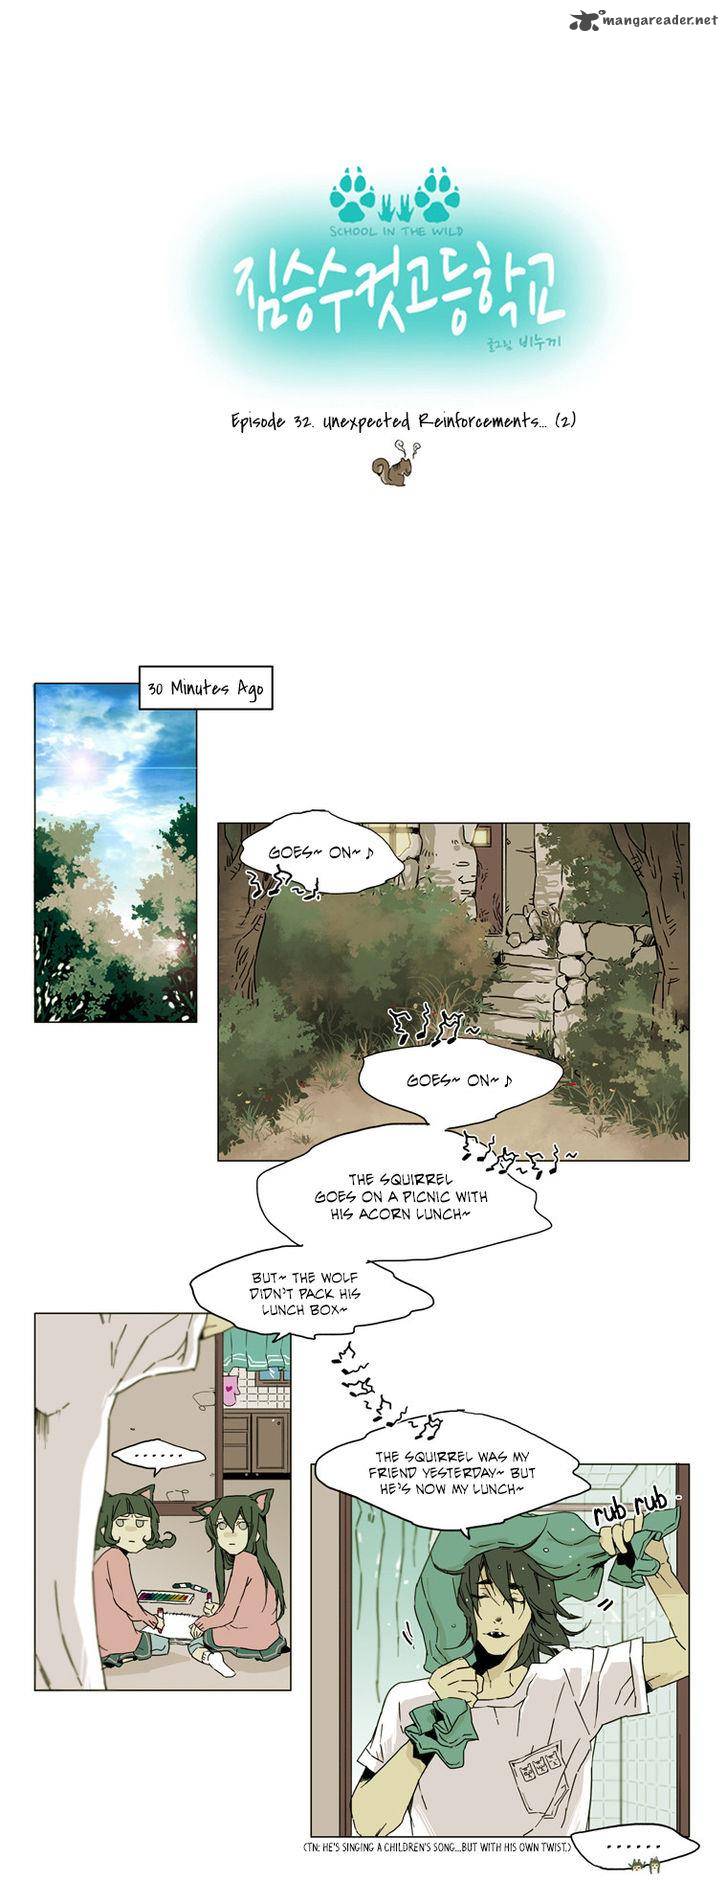 mangareader.net
SCHOOL IN THE WILD
짐승수컷고등학교
글그림 비누끼
Episode 32. Unexpected Reinforcements... (2)
30 Minutes Ago
GOES~ ON~ ♪
GOES~ ON~ ♪
THE SQUIRREL
GOES ON A PICNIC WITH
HIS ACORN LUNCH~
BUT~ THE WOLF
DIDN'T PACK HIS
LUNCH BOX~
......
THE SQUIRREL WAS MY
FRIEND YESTERDAY~ BUT
HE'S NOW MY LUNCH~
rub rub
(TN: HE'S SINGING A CHILDREN'S SONG...BUT WITH HIS OWN TWIST.)
......